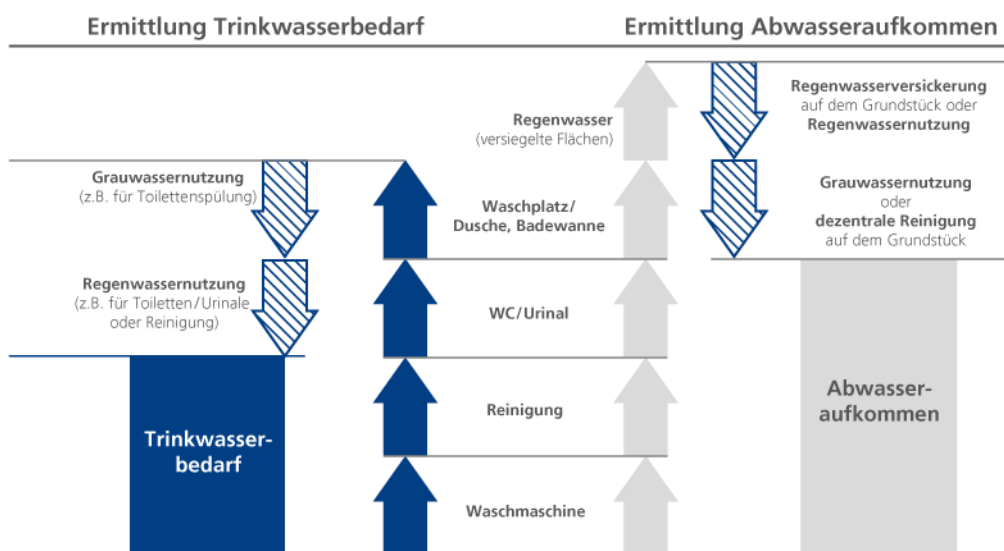 Ermittlung Trinkwasserbedarf
Ermittlung Abwasseraufkommen
Grauwassernutzung
(z.B. für Toilettenspülung)
Regenwassernutzung
(z.B. für Toiletten/Urinale
oder Reinigung)
Trinkwasser-
bedarf
Regenwasser
(versiegelte Flächen)
Waschplatz/
Dusche, Badewanne
WC/Urinal
Reinigung
Waschmaschine
Regenwasserversickerung
auf dem Grundstück oder
Regenwassernutzung
Grauwassernutzung
oder
dezentrale Reinigung
auf dem Grundstück
Abwasser-
aufkommen